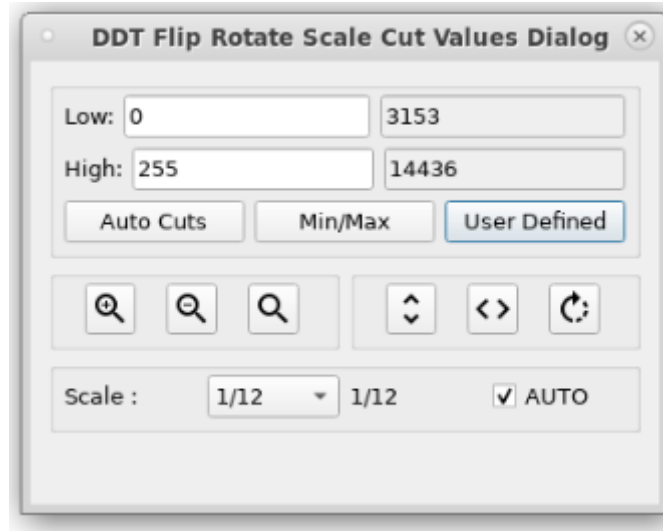 DDT Flip Rotate Scale Cut Values Dialog
Low: 0 3153
High: 255 14436
Auto Cuts Min/Max User Defined
Scale : 1/12 1/12 AUTO